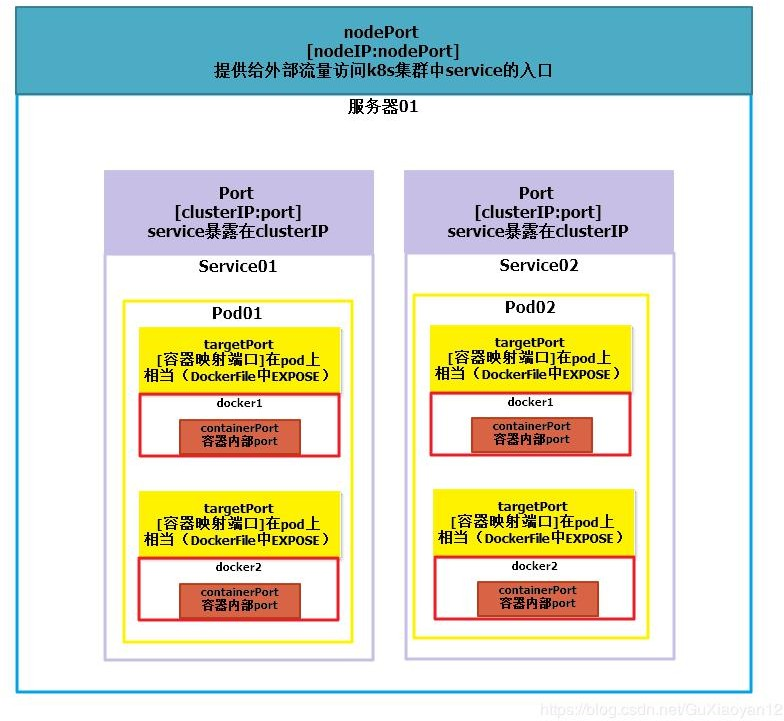 nodePort
[nodeIP:nodePort]
提供给外部流量访问k8s集群中service的入口
服务器01
Port
[clusterIP:port]
service暴露在clusterIP
Service01
Pod01
targetPort
[容器映射端口]在pod上
相当（DockerFile中EXPOSE）
docker1
containerPort
容器内部port
targetPort
[容器映射端口]在pod上
相当（DockerFile中EXPOSE）
docker2
containerPort
容器内部port
Port
[clusterIP:port]
service暴露在clusterIP
Service02
Pod02
targetPort
[容器映射端口]在pod上
相当（DockerFile中EXPOSE）
docker1
containerPort
容器内部port
targetPort
[容器映射端口]在pod上
相当（DockerFile中EXPOSE）
docker2
containerPort
容器内部port
https://blog.csdn.net/GuXiaoyan12